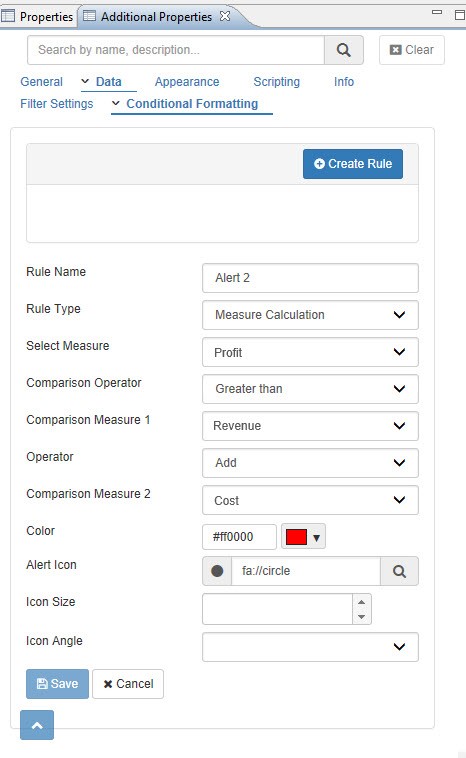 Properties Additional Properties
Search by name, description... Clear
General Data Appearance Scripting Info
Filter Settings Conditional Formatting
Create Rule
Rule Name Alert 2
Rule Type Measure Calculation
Select Measure Profit
Comparison Operator Greater than
Comparison Measure 1 Revenue
Operator Add
Comparison Measure 2 Cost
Color #ff0000
Alert Icon fa://circle
Icon Size
Icon Angle
Save Cancel